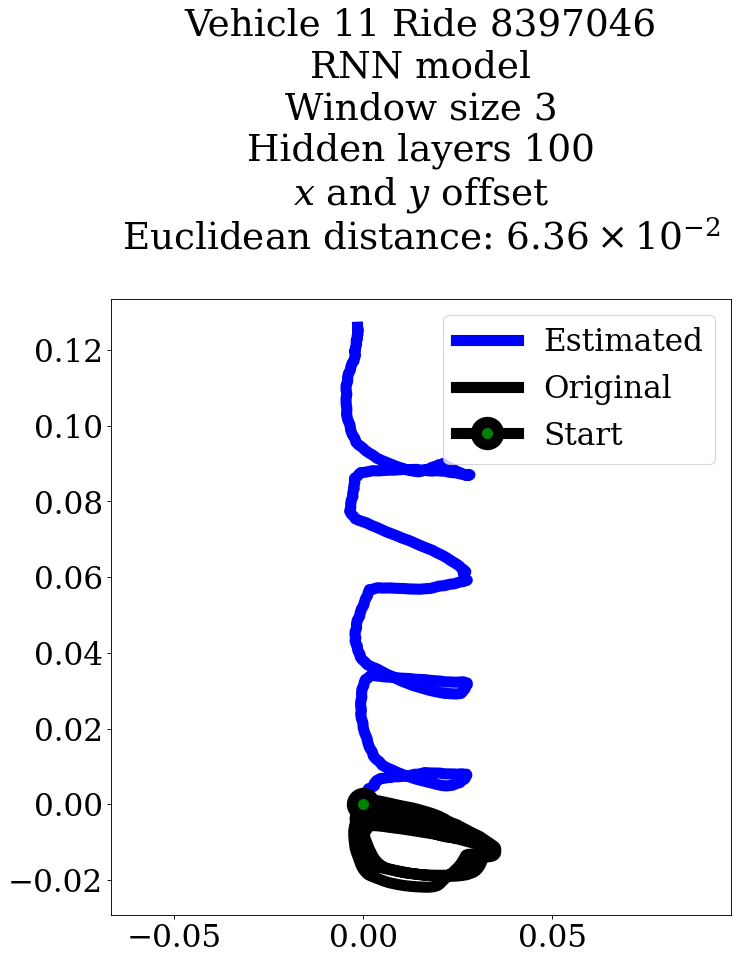 Vehicle 11 Ride 8397046
RNN model
Window size 3
Hidden layers 100
x and y offset
Euclidean distance: 6.36 × 10⁻²
Estimated
Original
Start
0.12
0.10
0.08
0.06
0.04
0.02
0.00
−0.02
−0.05
0.00
0.05